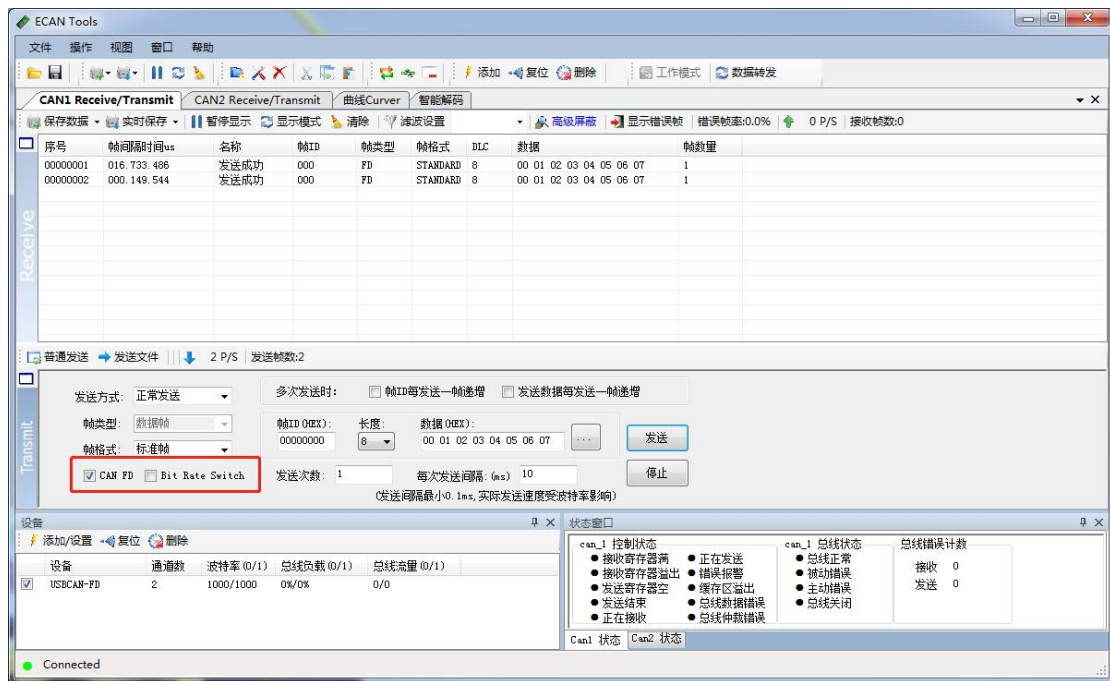 ECAN Tools
文件 操作 视图 窗口 帮助
添加 复位 删除 工作模式 数据转发
CAN1 Receive/Transmit CAN2 Receive/Transmit 曲线Curver 智能解码
保存数据 实时保存 暂停显示 显示模式 清除 滤波设置 高级屏蔽 显示错误帧 错误帧率:0.0% 0 P/S 接收帧数:0
序号 帧间隔时间us 名称 帧ID 帧类型 帧格式 DLC 数据 帧数量
00000001 016.733.486 发送成功 000 FD STANDARD 8 00 01 02 03 04 05 06 07 1
00000002 000.149.544 发送成功 000 FD STANDARD 8 00 01 02 03 04 05 06 07 1
Receive
普通发送 发送文件 2 P/S 发送帧数:2
发送方式: 正常发送 多次发送时: 帧ID每发送一帧递增 发送数据每发送一帧递增
帧类型: 数据帧 帧ID(HEX): 长度: 数据(HEX):
00000000 8 00 01 02 03 04 05 06 07 ... 发送
帧格式: 标准帧
CAN FD Bit Rate Switch 发送次数: 1 每次发送间隔:(ms) 10 停止
(发送间隔最小0.1ms,实际发送速度受波特率影响)
Transmit
设备 状态窗口
添加/设置 复位 删除
设备 通道数 波特率(0/1) 总线负载(0/1) 总线流量(0/1)
USBCAN-FD 2 1000/1000 0%/0% 0/0
can_1 控制状态 can_1 总线状态 总线错误计数
接收寄存器满 正在发送 总线正常 接收 0
接收寄存器溢出 错误报警 被动错误 发送 0
发送寄存器空 缓存区溢出 主动错误
发送结束 总线数据错误 总线关闭
正在接收 总线仲裁错误
Can1 状态 Can2 状态
Connected